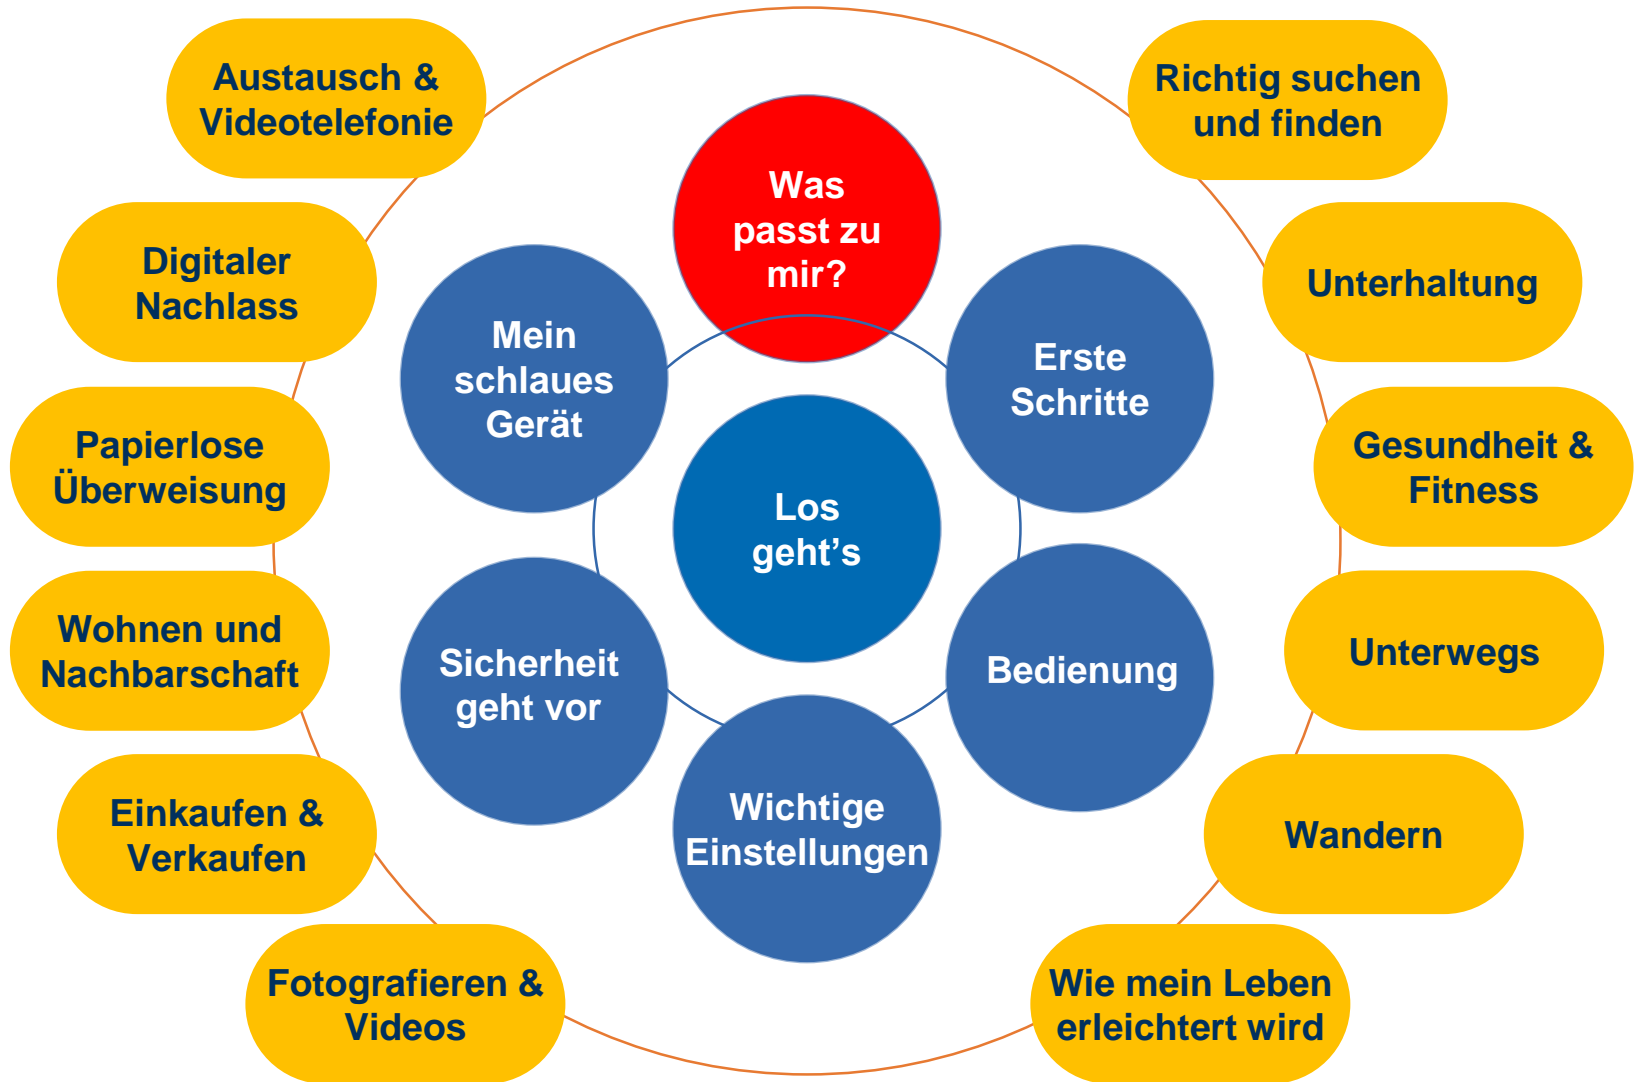 Austausch &
Videotelefonie
Richtig suchen
und finden
Was
passt zu
mir?
Digitaler
Nachlass
Unterhaltung
Mein
schlaues
Gerät
Erste
Schritte
Papierlose
Überweisung
Gesundheit &
Fitness
Los
geht’s
Wohnen und
Nachbarschaft
Sicherheit
geht vor
Bedienung
Unterwegs
Einkaufen &
Verkaufen
Wichtige
Einstellungen
Wandern
Fotografieren &
Videos
Wie mein Leben
erleichtert wird